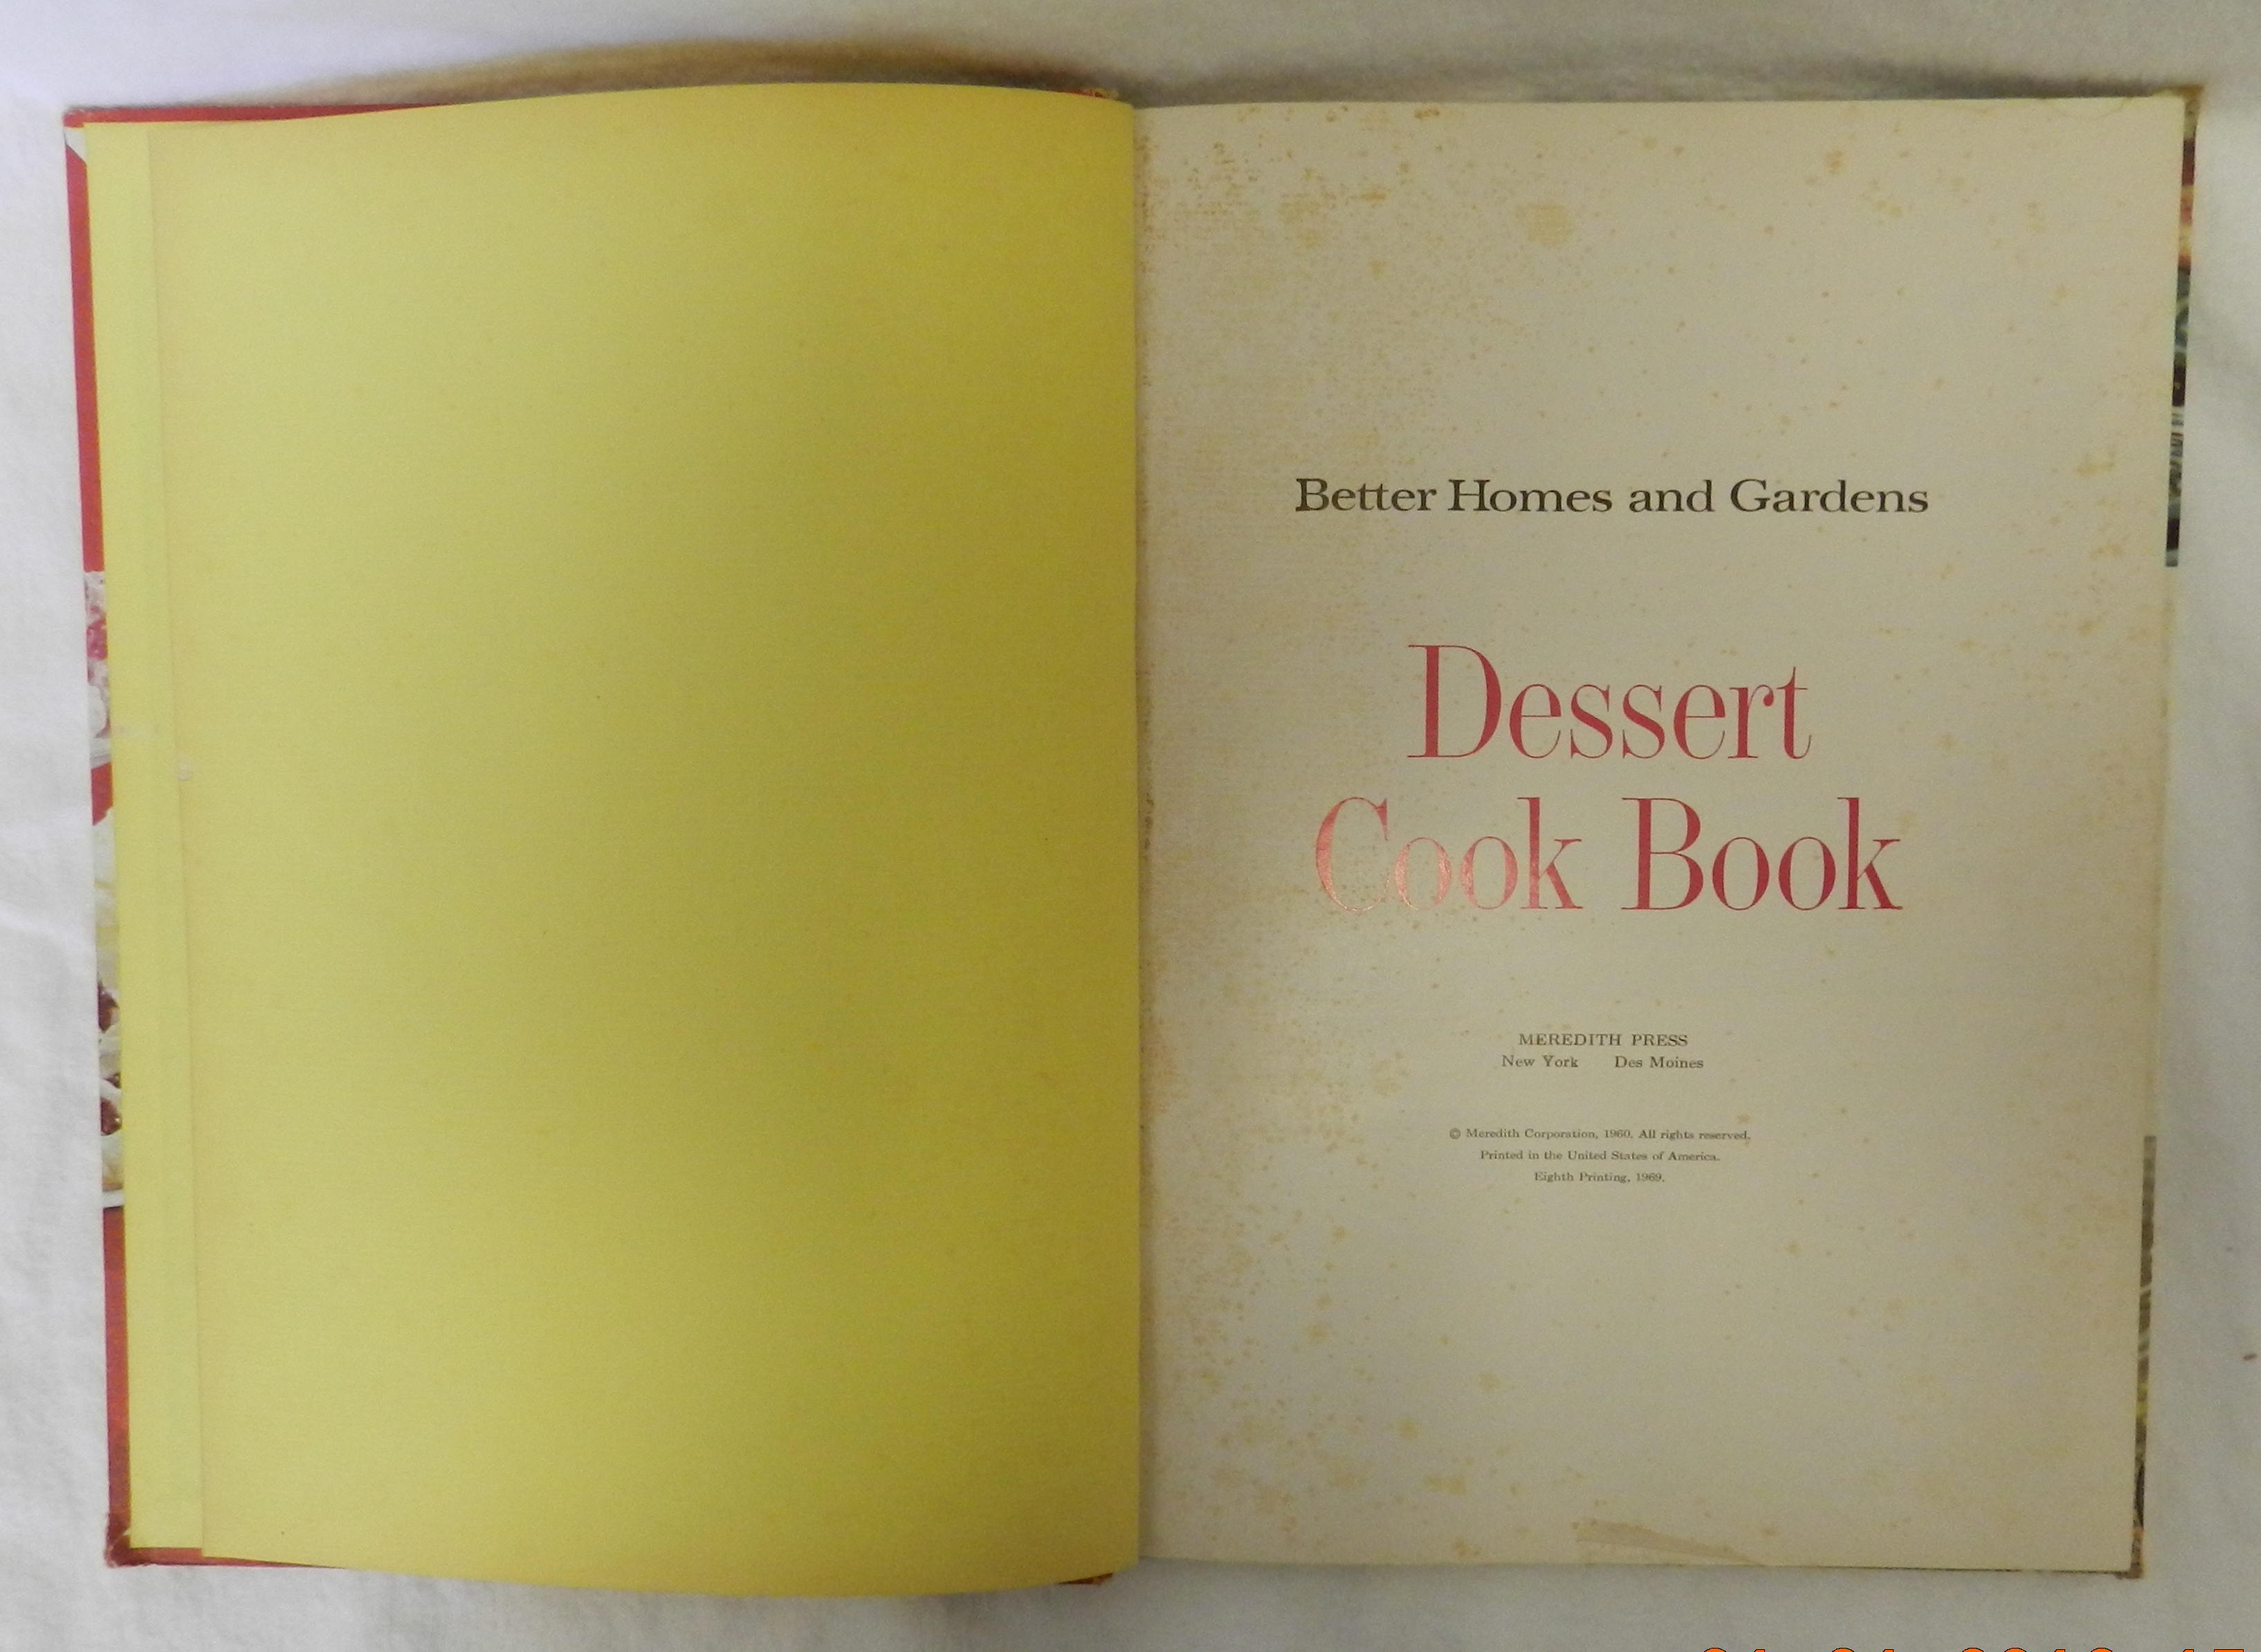 Better Homes and Gardens
Dessert
Cook Book
MEREDITH PRESS
New York Des Moines
© Meredith Corporation, 1960. All rights reserved.
Printed in the United States of America.
Eighth Printing, 1969.